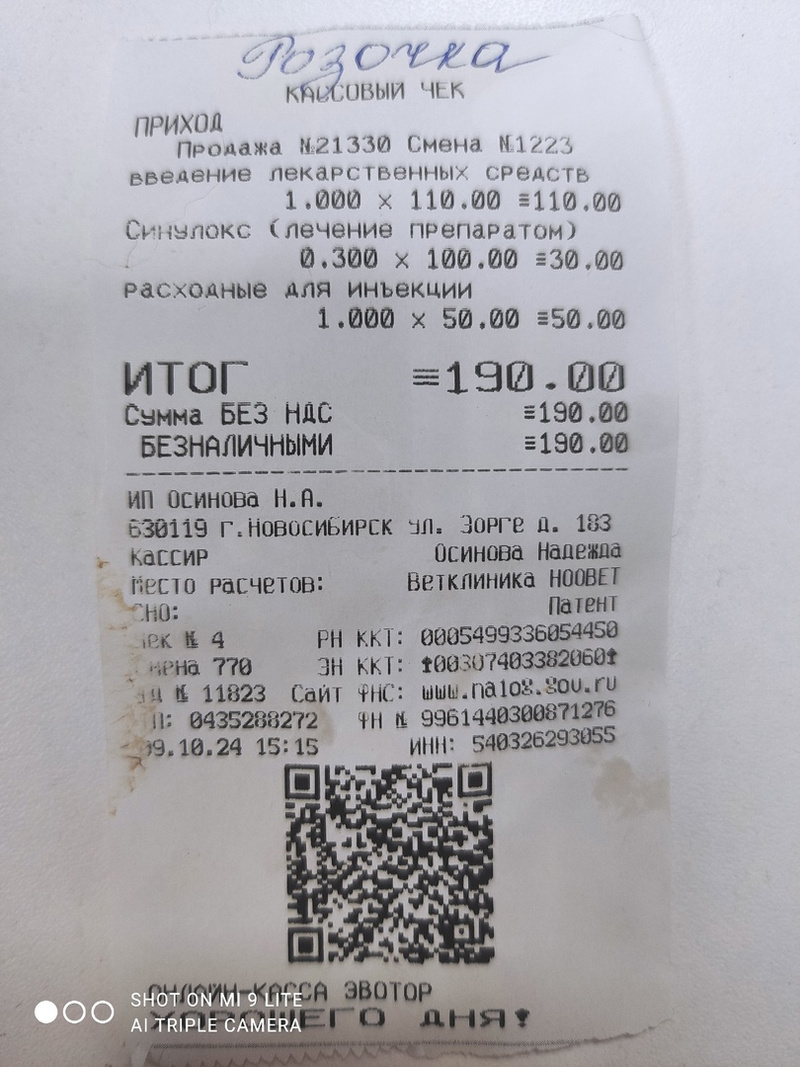 Розочка
КАССОВЫЙ ЧЕК
ПРИХОД
Продажа №21330 Смена №1223
введение лекарственных средств
1.000 x 110.00 ≡110.00
Синулокс (лечение препаратом)
0.300 x 100.00 ≡30.00
расходные для инъекции
1.000 x 50.00 ≡50.00
ИТОГ ≡190.00
Сумма БЕЗ НДС ≡190.00
БЕЗНАЛИЧНЫМИ ≡190.00
ИП Осинова Н.А.
630119 г.Новосибирск ул. Зорге д. 183
Кассир Осинова Надежда
Место расчетов: Ветклиника НООВЕТ
СНО: Патент
Чек № 4 РН ККТ: 0005499336054450
Смена 770 ЗН ККТ: ↟00307403382060↟
№ 11823 Сайт ФНС: www.nalog.gov.ru
0435288272 ФН № 9961440300871276
09.10.24 15:15 ИНН: 540326293055
ОНЛАЙН-КАССА ЭВОТОР
ХОРОШЕГО ДНЯ!
SHOT ON MI 9 LITE
AI TRIPLE CAMERA